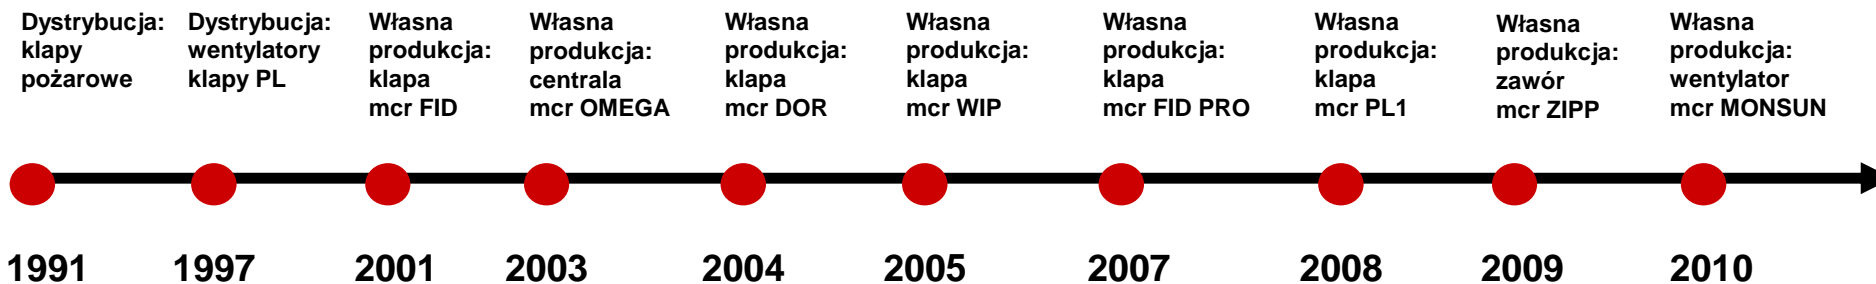 Dystrybucja:
klapy
pożarowe
Dystrybucja:
wentylatory
klapy PL
Własna
produkcja:
klapa
mcr FID
Własna
produkcja:
centrala
mcr OMEGA
Własna
produkcja:
klapa
mcr DOR
Własna
produkcja:
klapa
mcr WIP
Własna
produkcja:
klapa
mcr FID PRO
Własna
produkcja:
klapa
mcr PL1
Własna
produkcja:
zawór
mcr ZIPP
Własna
produkcja:
wentylator
mcr MONSUN
1991 1997 2001 2003 2004 2005 2007 2008 2009 2010